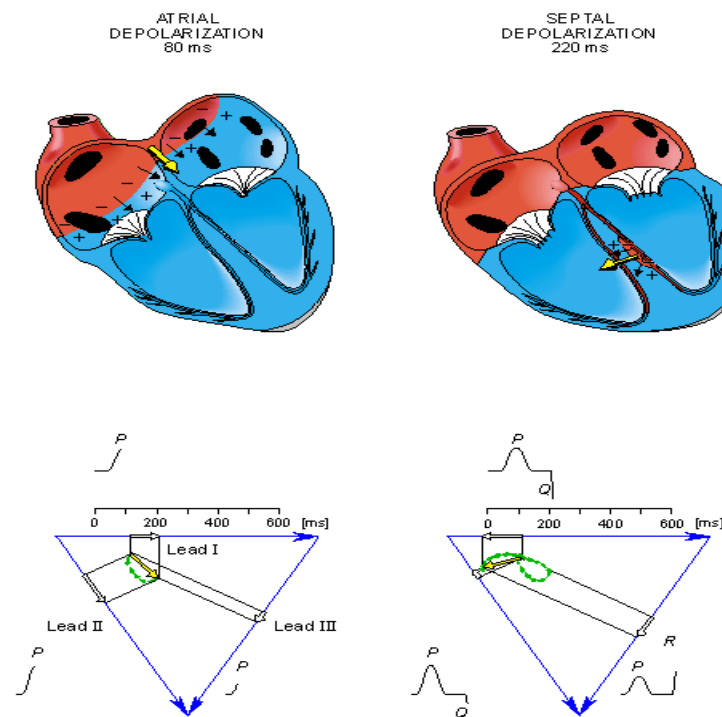 ATRIAL
DEPOLARIZATION
80 ms
SEPTAL
DEPOLARIZATION
220 ms
P
0 200 400 600 [ms]
Lead I
Lead II
Lead III
P
P
P
Q
0 200 400 600 [ms]
R
P
Q
P